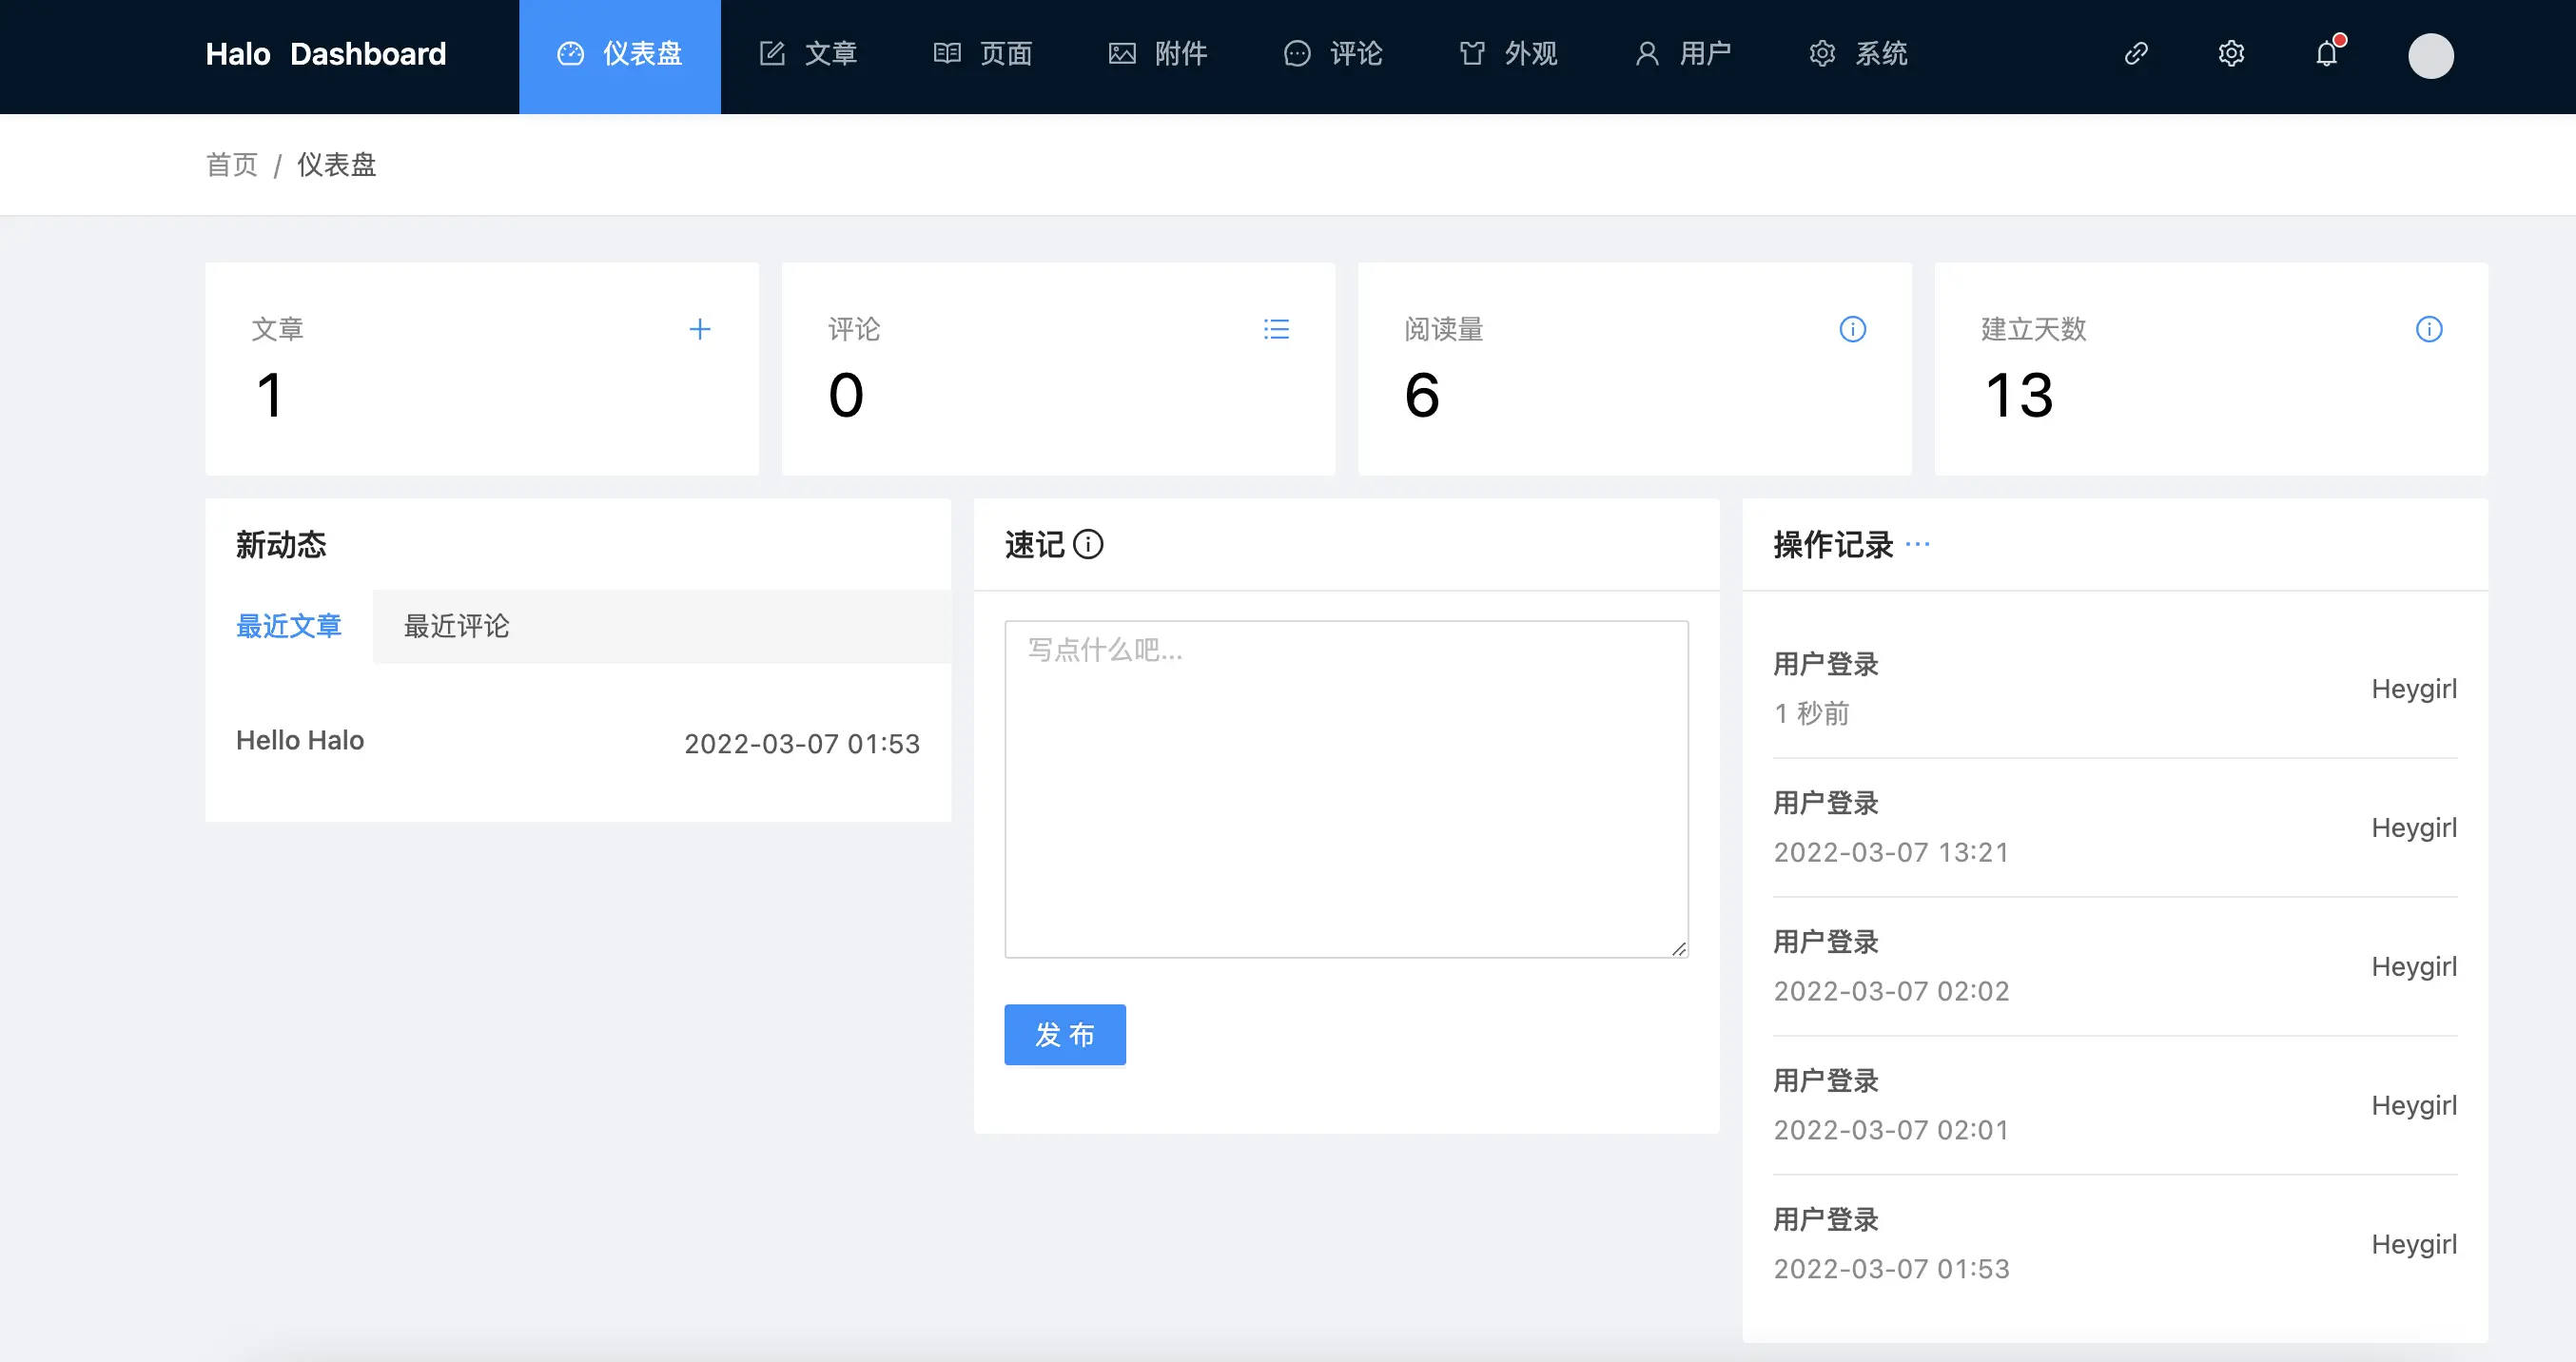 Halo Dashboard 仪表盘 文章 页面 附件 评论 外观 用户 系统
首页 / 仪表盘
文章
1
评论
0
阅读量
6
建立天数
13
新动态
最近文章 最近评论
Hello Halo 2022-03-07 01:53
速记
写点什么吧...
发 布
操作记录 ···
用户登录
1 秒前
Heygirl
用户登录
2022-03-07 13:21
Heygirl
用户登录
2022-03-07 02:02
Heygirl
用户登录
2022-03-07 02:01
Heygirl
用户登录
2022-03-07 01:53
Heygirl